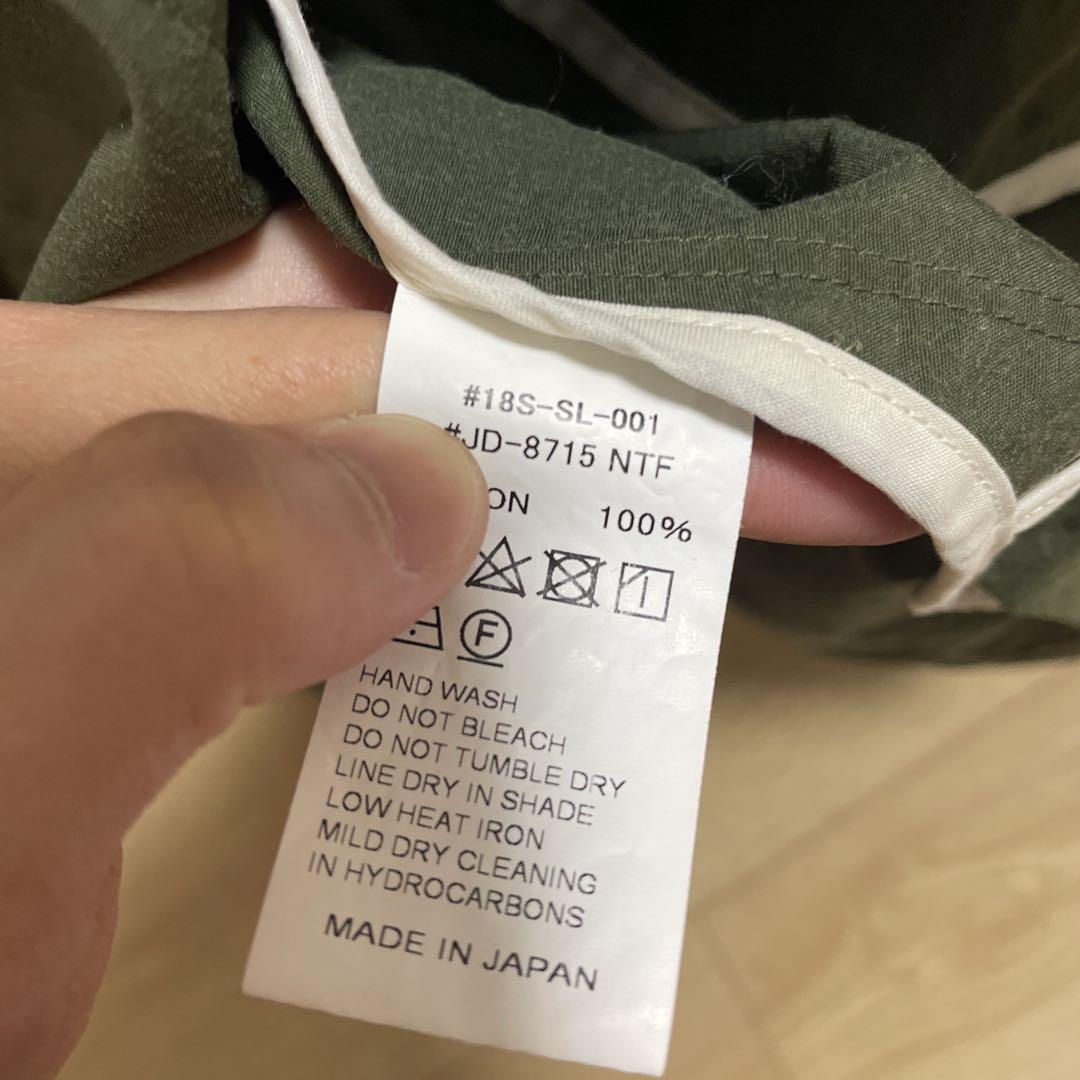 #18S-SL-001
#JD-8715 NTF
100%
F
HAND WASH
DO NOT BLEACH
DO NOT TUMBLE DRY
LINE DRY IN SHADE
LOW HEAT IRON
MILD DRY CLEANING
IN HYDROCARBONS
MADE IN JAPAN